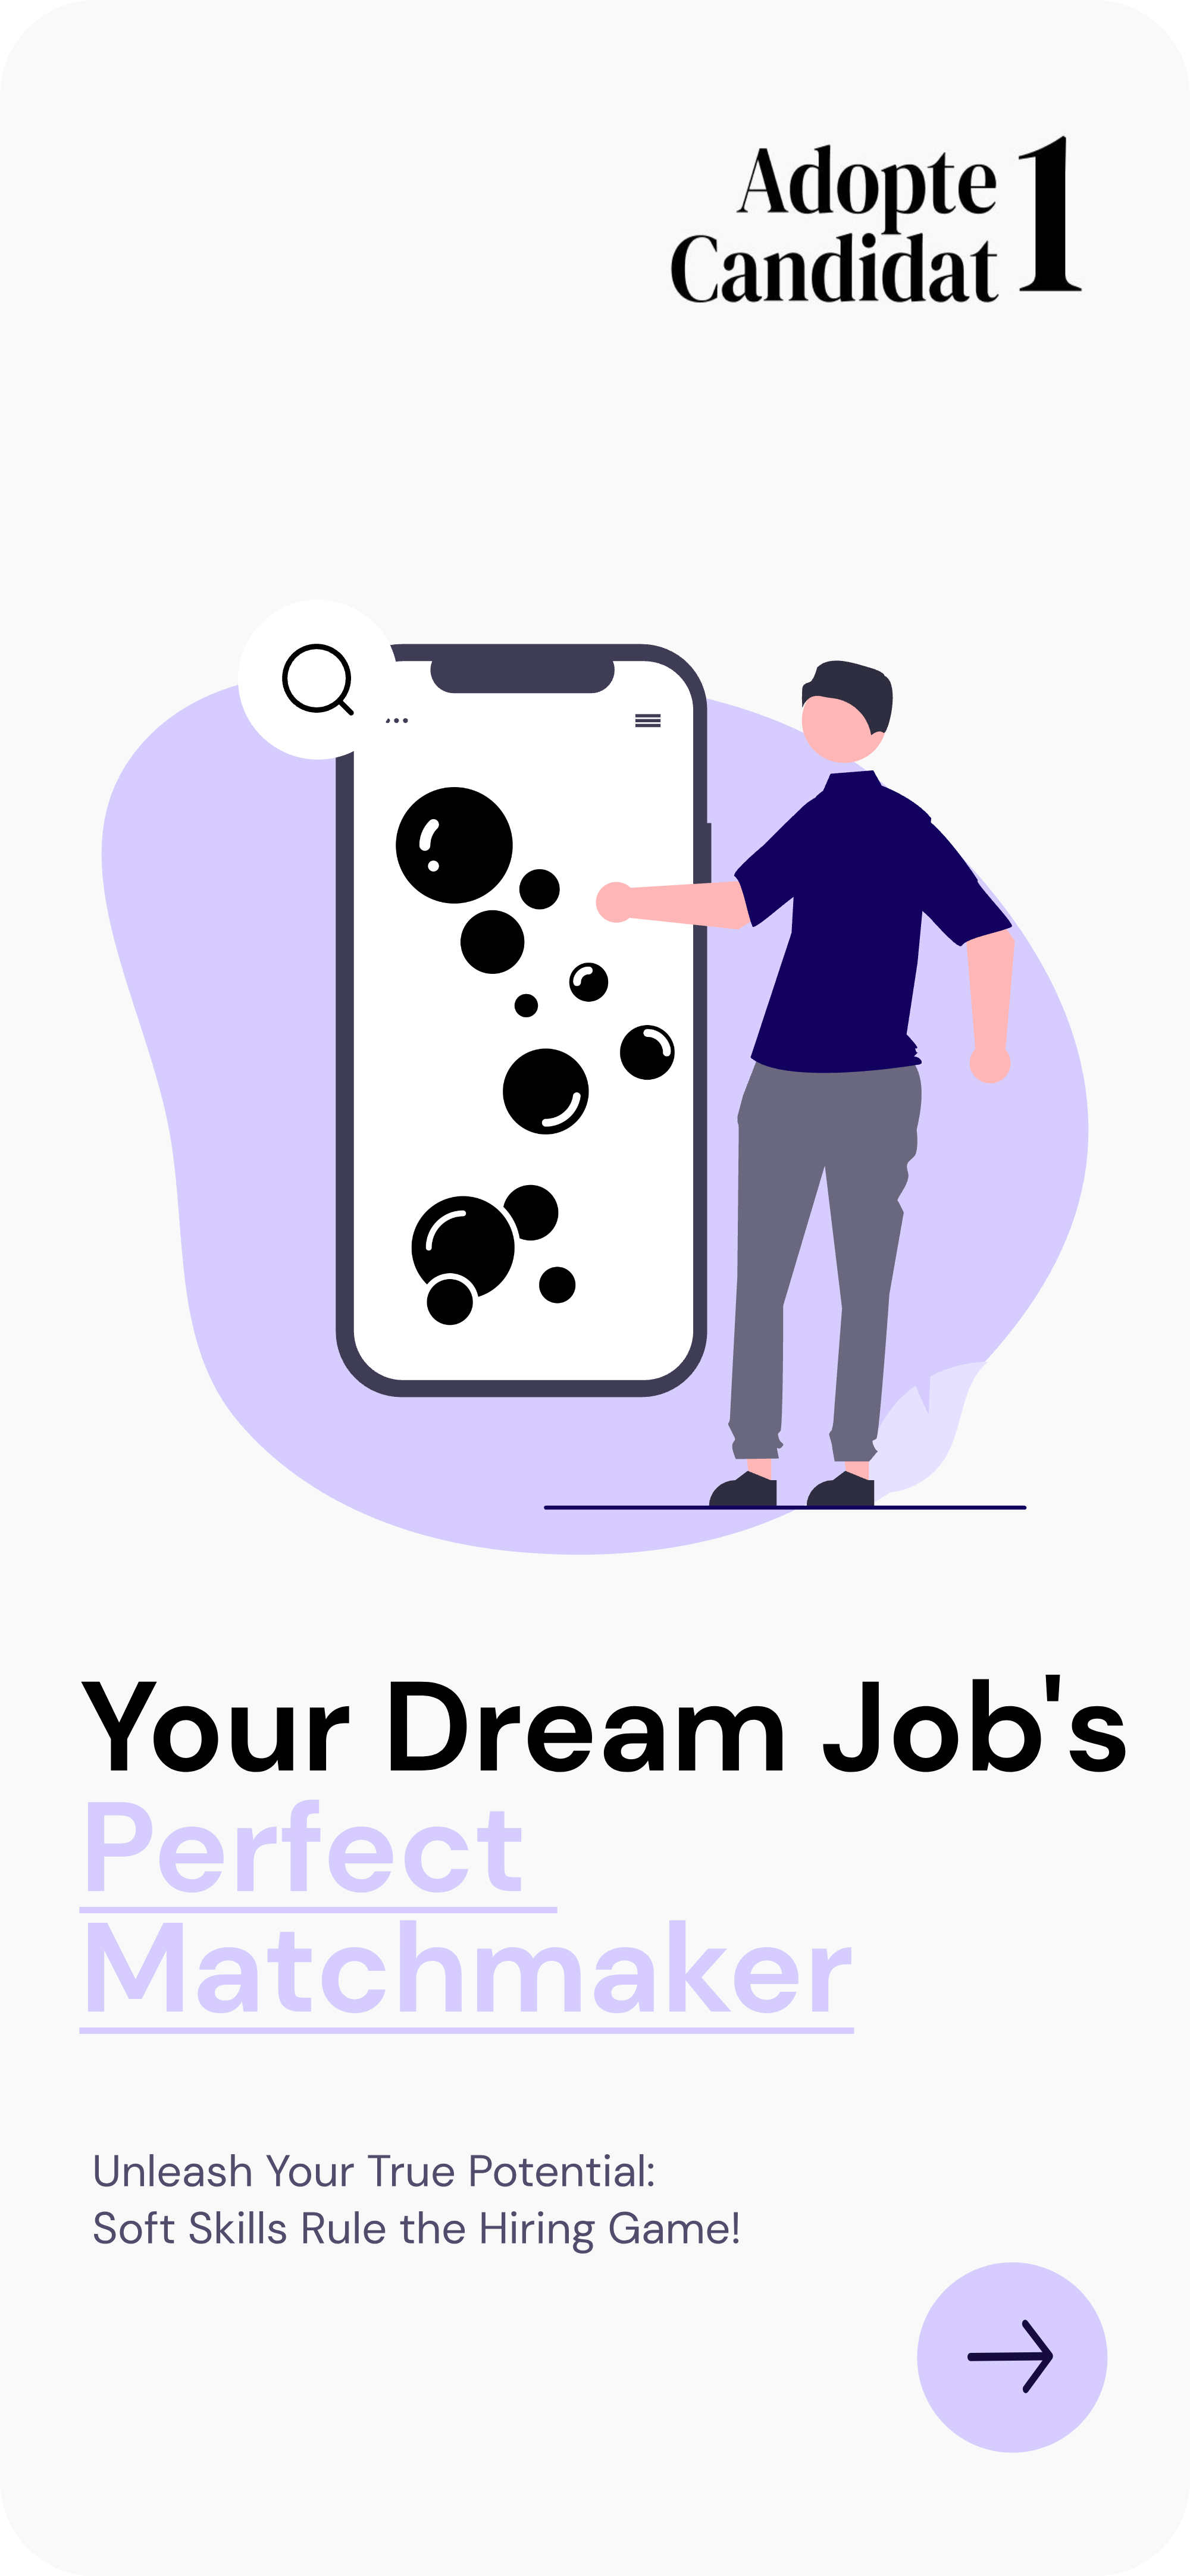 Adopte 1
Candidat
Your Dream Job's
Perfect
Matchmaker
Unleash Your True Potential:
Soft Skills Rule the Hiring Game!